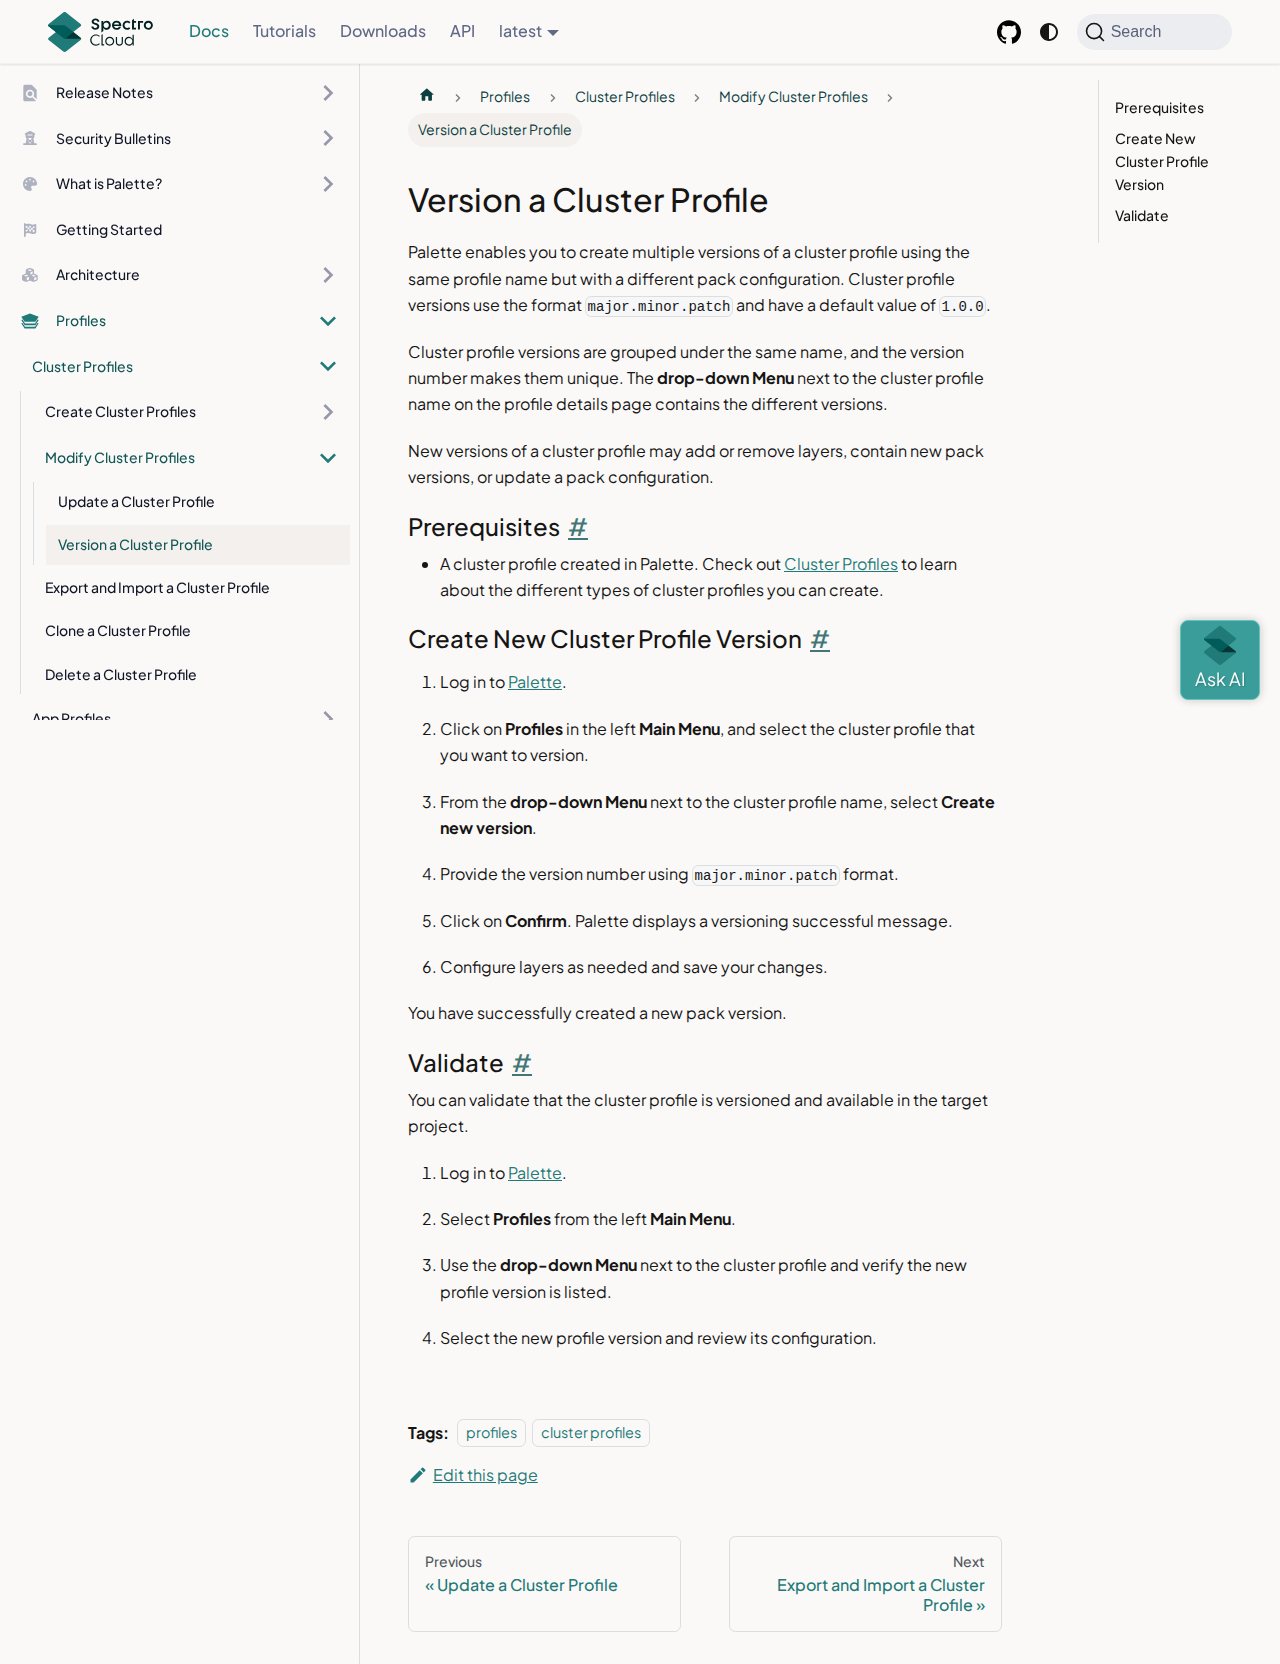 Spectro Cloud
Docs
Tutorials
Downloads
API
latest
Search
Release Notes
Security Bulletins
What is Palette?
Getting Started
Architecture
Profiles
Cluster Profiles
Create Cluster Profiles
Modify Cluster Profiles
Update a Cluster Profile
Version a Cluster Profile
Export and Import a Cluster Profile
Clone a Cluster Profile
Delete a Cluster Profile
App Profiles
Profiles
Cluster Profiles
Modify Cluster Profiles
Version a Cluster Profile
Version a Cluster Profile
Palette enables you to create multiple versions of a cluster profile using the
same profile name but with a different pack configuration. Cluster profile
versions use the format major.minor.patch and have a default value of 1.0.0.
Cluster profile versions are grouped under the same name, and the version
number makes them unique. The drop-down Menu next to the cluster profile
name on the profile details page contains the different versions.
New versions of a cluster profile may add or remove layers, contain new pack
versions, or update a pack configuration.
Prerequisites #
• A cluster profile created in Palette. Check out Cluster Profiles to learn
about the different types of cluster profiles you can create.
Create New Cluster Profile Version #
1. Log in to Palette.
2. Click on Profiles in the left Main Menu, and select the cluster profile that
you want to version.
3. From the drop-down Menu next to the cluster profile name, select Create
new version.
4. Provide the version number using major.minor.patch format.
5. Click on Confirm. Palette displays a versioning successful message.
6. Configure layers as needed and save your changes.
You have successfully created a new pack version.
Validate #
You can validate that the cluster profile is versioned and available in the target
project.
1. Log in to Palette.
2. Select Profiles from the left Main Menu.
3. Use the drop-down Menu next to the cluster profile and verify the new
profile version is listed.
4. Select the new profile version and review its configuration.
Tags: profiles cluster profiles
Edit this page
Previous
« Update a Cluster Profile
Next
Export and Import a Cluster
Profile »
Prerequisites
Create New
Cluster Profile
Version
Validate
Ask AI